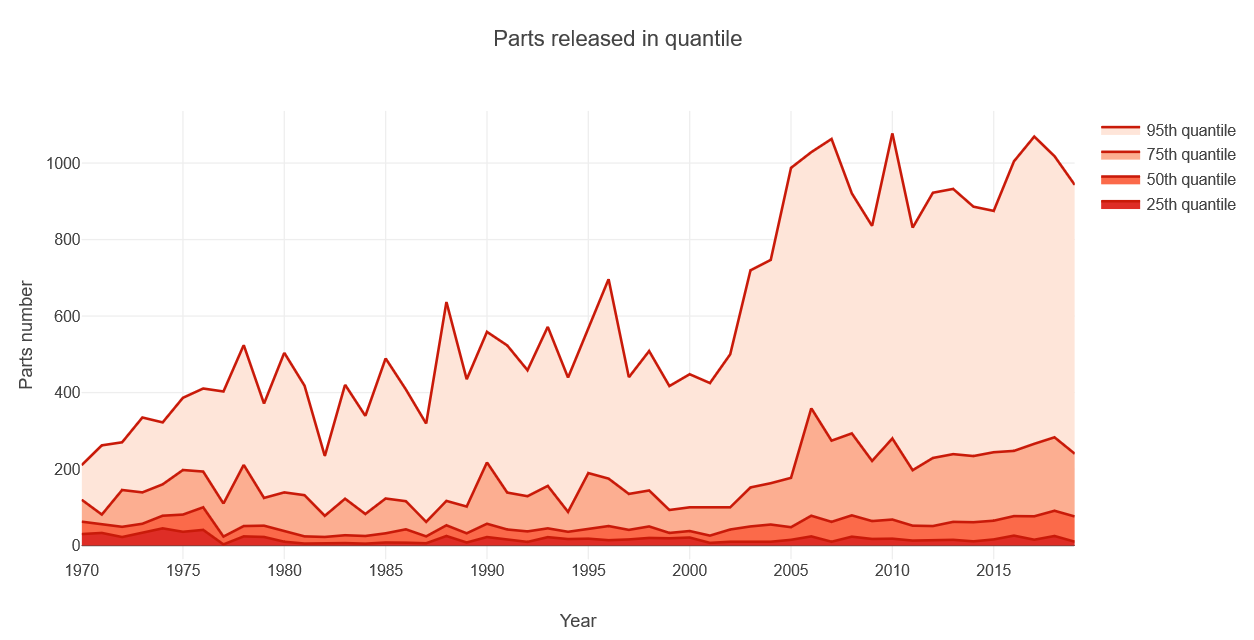 Parts released in quantile
95th quantile
75th quantile
50th quantile
25th quantile
Parts number
1000
800
600
400
200
0
1970 1975 1980 1985 1990 1995 2000 2005 2010 2015
Year